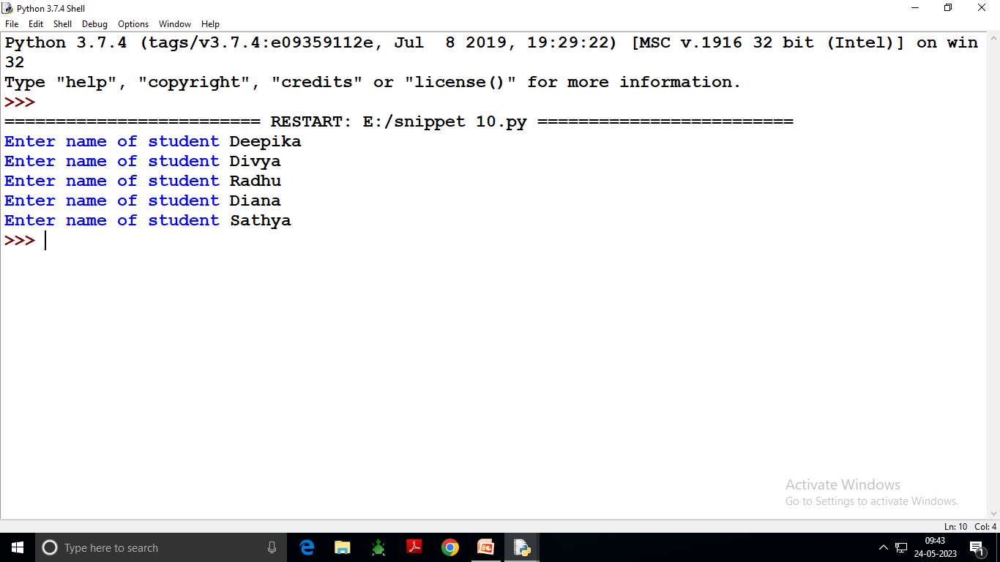 Python 3.7.4 Shell
File Edit Shell Debug Options Window Help
Python 3.7.4 (tags/v3.7.4:e09359112e, Jul  8 2019, 19:29:22) [MSC v.1916 32 bit (Intel)] on win
32
Type "help", "copyright", "credits" or "license()" for more information.
>>>
========================= RESTART: E:/snippet 10.py =========================
Enter name of student Deepika
Enter name of student Divya
Enter name of student Radhu
Enter name of student Diana
Enter name of student Sathya
>>>
Activate Windows
Go to Settings to activate Windows.
Ln: 10 Col: 4
Type here to search
09:43
24-05-2023
1